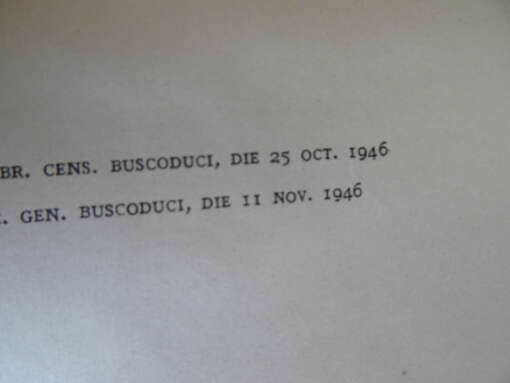 BR. CENS. BUSCODUCI, DIE 25 OCT. 1946
. GEN. BUSCODUCI, DIE 11 NOV. 1946